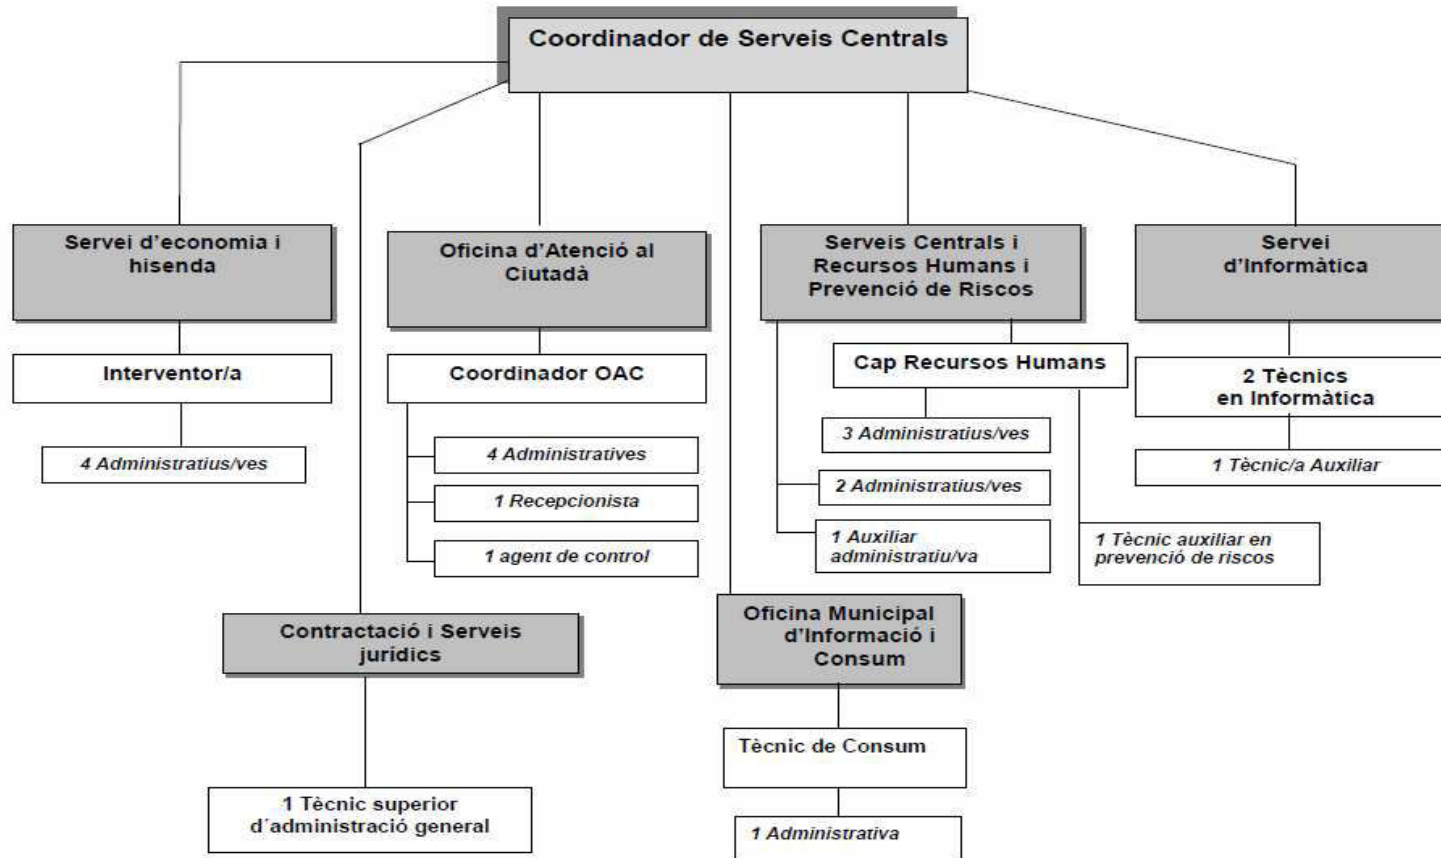 Coordinador de Serveis Centrals
Servei d’economia i
hisenda
Oficina d’Atenció al
Ciutadà
Serveis Centrals i
Recursos Humans i
Prevenció de Riscos
Servei
d’Informàtica
Interventor/a
Coordinador OAC
Cap Recursos Humans
2 Tècnics
en Informàtica
4 Administratius/ves
4 Administratives
1 Recepcionista
1 agent de control
3 Administratius/ves
2 Administratius/ves
1 Auxiliar
administratiu/va
1 Tècnic/a Auxiliar
1 Tècnic auxiliar en
prevenció de riscos
Contractació i Serveis
jurídics
Oficina Municipal
d’Informació i
Consum
1 Tècnic superior
d´administració general
Tècnic de Consum
1 Administrativa